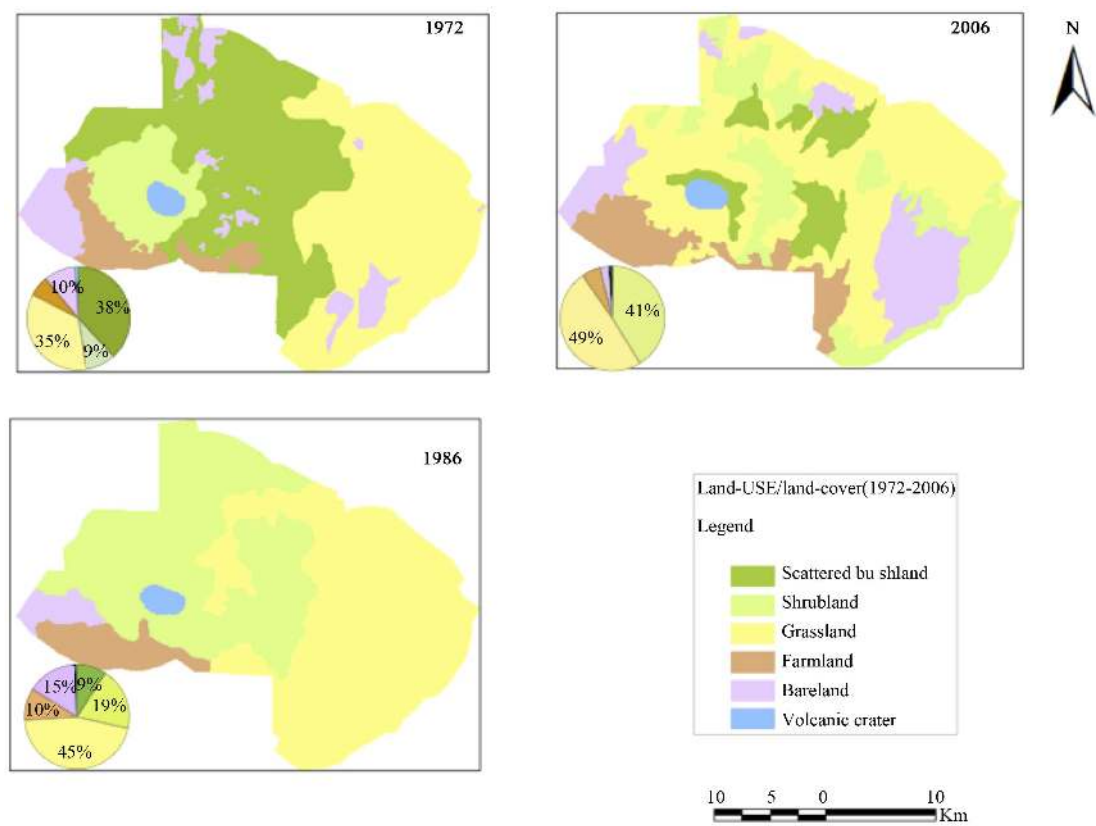 1972
10%
38%
35%
9%
2006
41%
49%
N
1986
15%
9%
19%
10%
45%
Land-USE/land-cover(1972-2006)
Legend
Scattered bu shland
Shrubland
Grassland
Farmland
Bareland
Volcanic crater
10 5 0 10
Km